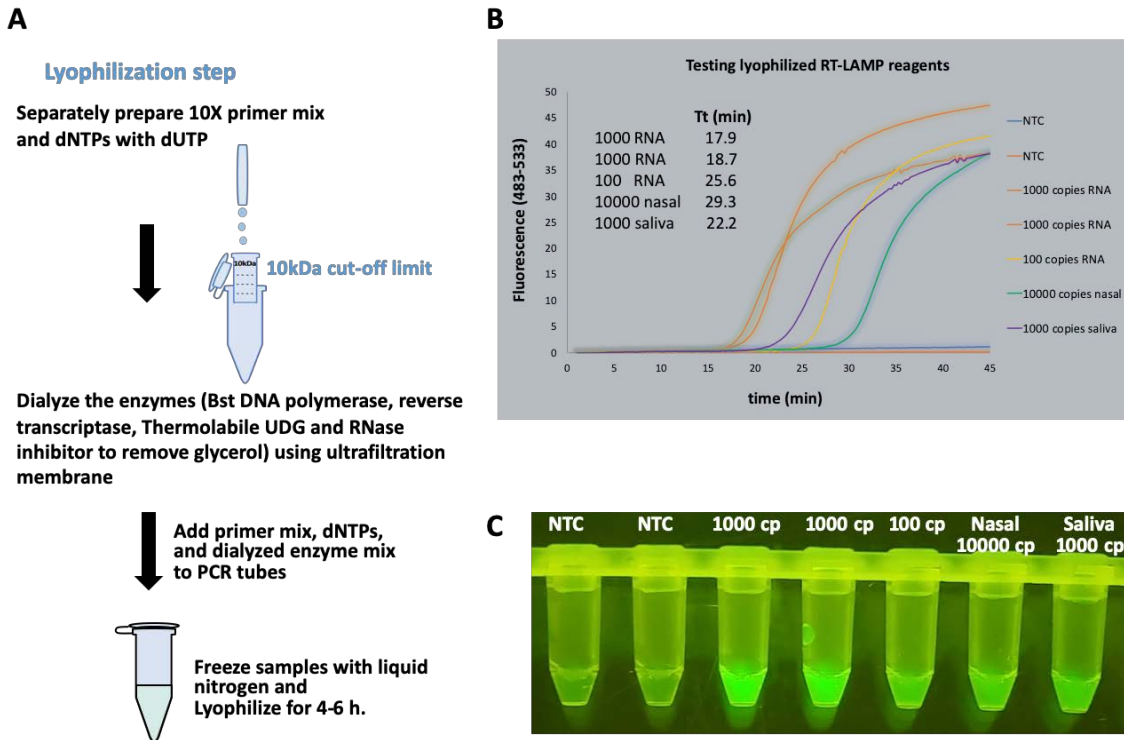 A
Lyophilization step
Separately prepare 10X primer mix
and dNTPs with dUTP
10kDa
10kDa cut-off limit
Dialyze the enzymes (Bst DNA polymerase, reverse
transcriptase, Thermolabile UDG and RNase
inhibitor to remove glycerol) using ultrafiltration
membrane
Add primer mix, dNTPs,
and dialyzed enzyme mix
to PCR tubes
Freeze samples with liquid
nitrogen and
Lyophilize for 4-6 h.
B
Testing lyophilized RT-LAMP reagents
Tt (min)
1000 RNA 17.9
1000 RNA 18.7
100 RNA 25.6
10000 nasal 29.3
1000 saliva 22.2
Fluorescence (483-533)
50
45
40
35
30
25
20
15
10
5
0
0 5 10 15 20 25 30 35 40 45
time (min)
NTC
NTC
1000 copies RNA
1000 copies RNA
100 copies RNA
10000 copies nasal
1000 copies saliva
C
NTC NTC 1000 cp 1000 cp 100 cp Nasal Saliva
10000 cp 1000 cp